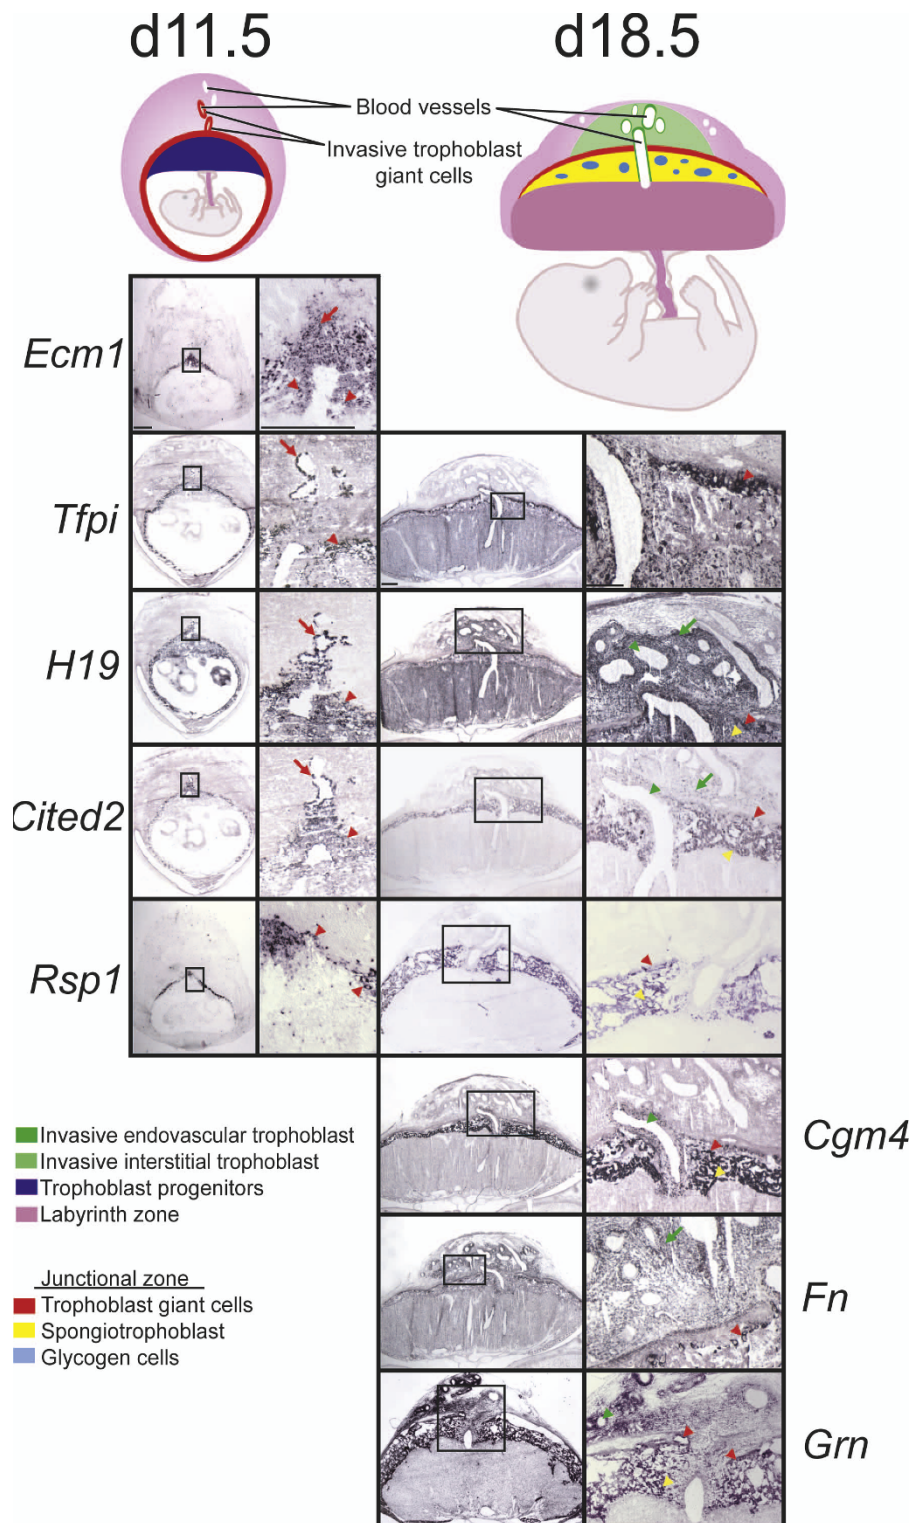 d11.5
d18.5
Blood vessels
Invasive trophoblast
giant cells
Ecm1
Tfpi
H19
Cited2
Rsp1
Cgm4
Fn
Grn
Invasive endovascular trophoblast
Invasive interstitial trophoblast
Trophoblast progenitors
Labyrinth zone
Junctional zone
Trophoblast giant cells
Spongiotrophoblast
Glycogen cells